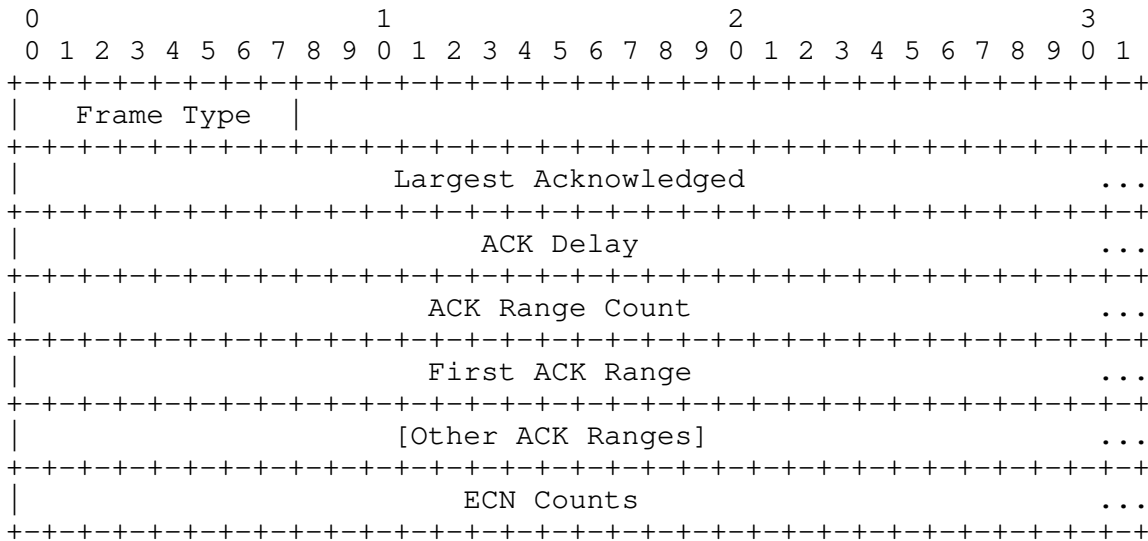 0                   1                   2                   3
0 1 2 3 4 5 6 7 8 9 0 1 2 3 4 5 6 7 8 9 0 1 2 3 4 5 6 7 8 9 0 1
+-+-+-+-+-+-+-+-+-+-+-+-+-+-+-+-+-+-+-+-+-+-+-+-+-+-+-+-+-+-+-+-+
|   Frame Type  |
+-+-+-+-+-+-+-+-+-+-+-+-+-+-+-+-+-+-+-+-+-+-+-+-+-+-+-+-+-+-+-+-+
|                     Largest Acknowledged                    ...
+-+-+-+-+-+-+-+-+-+-+-+-+-+-+-+-+-+-+-+-+-+-+-+-+-+-+-+-+-+-+-+-+
|                          ACK Delay                          ...
+-+-+-+-+-+-+-+-+-+-+-+-+-+-+-+-+-+-+-+-+-+-+-+-+-+-+-+-+-+-+-+-+
|                       ACK Range Count                       ...
+-+-+-+-+-+-+-+-+-+-+-+-+-+-+-+-+-+-+-+-+-+-+-+-+-+-+-+-+-+-+-+-+
|                       First ACK Range                       ...
+-+-+-+-+-+-+-+-+-+-+-+-+-+-+-+-+-+-+-+-+-+-+-+-+-+-+-+-+-+-+-+-+
|                     [Other ACK Ranges]                      ...
+-+-+-+-+-+-+-+-+-+-+-+-+-+-+-+-+-+-+-+-+-+-+-+-+-+-+-+-+-+-+-+-+
|                         ECN Counts                          ...
+-+-+-+-+-+-+-+-+-+-+-+-+-+-+-+-+-+-+-+-+-+-+-+-+-+-+-+-+-+-+-+-+